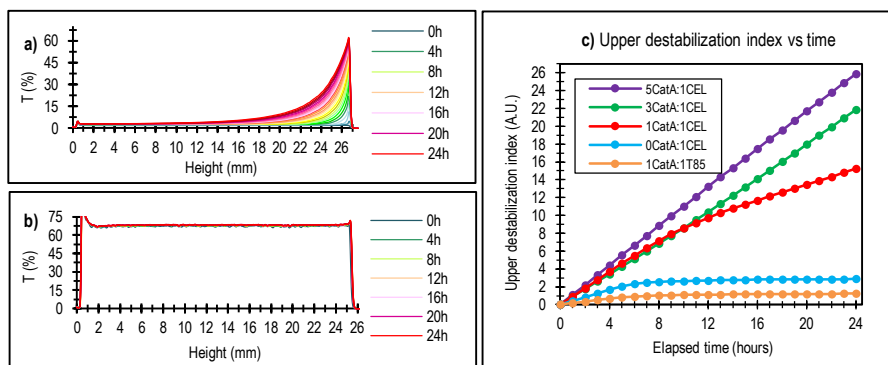 a)
T (%)
60
45
30
15
0
0 2 4 6 8 10 12 14 16 18 20 22 24 26
Height (mm)
0h
4h
8h
12h
16h
20h
24h
b)
T (%)
75
60
45
30
15
0
0 2 4 6 8 10 12 14 16 18 20 22 24 26
Height (mm)
0h
4h
8h
12h
16h
20h
24h
c) Upper destabilization index vs time
Upper destabilization index (A.U.)
26
24
22
20
18
16
14
12
10
8
6
4
2
0
5CatA:1CEL
3CatA:1CEL
1CatA:1CEL
0CatA:1CEL
1CatA:1T85
0 4 8 12 16 20 24
Elapsed time (hours)